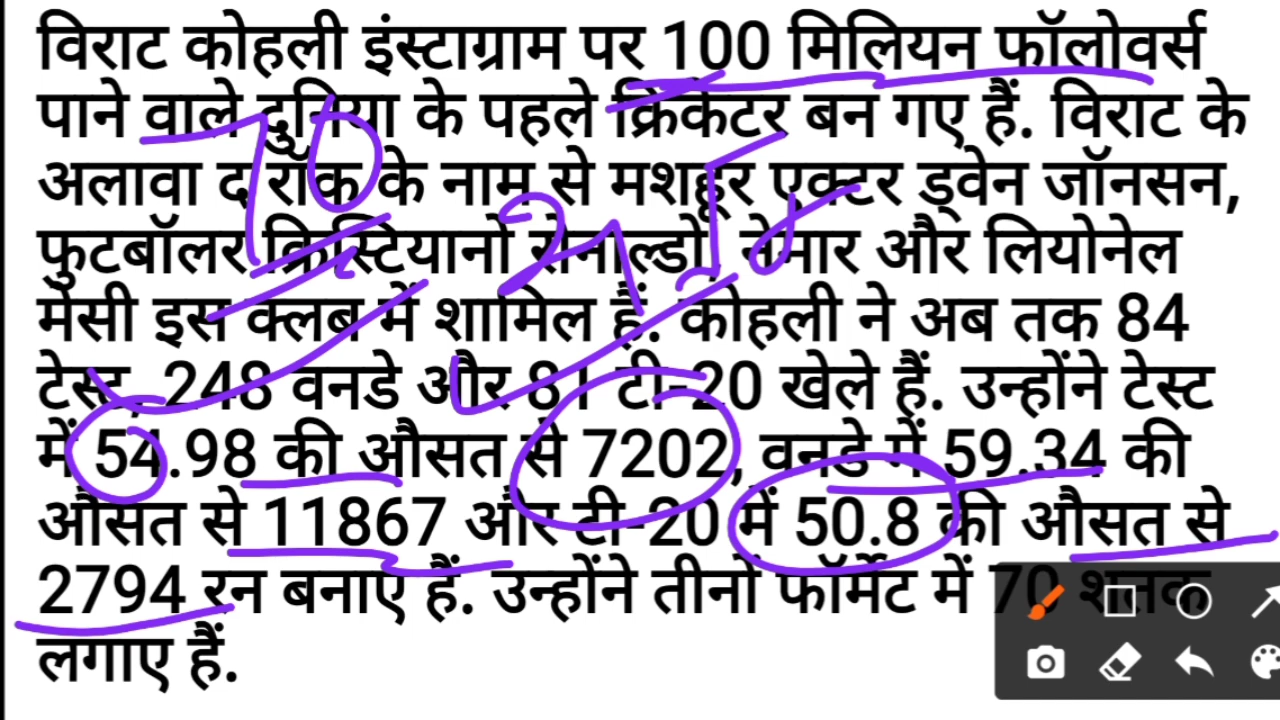 विराट कोहली इंस्टाग्राम पर 100 मिलियन फॉलोवर्स
पाने वाले दुनिया के पहले क्रिकेटर बन गए हैं. विराट के
अलावा द रॉक के नाम से मशहूर एक्टर ड्वेन जॉनसन,
फुटबॉलर क्रिस्टियानो रोनाल्डो, नेमार और लियोनेल
मेसी इस क्लब में शामिल हैं. कोहली ने अब तक 84
टेस्ट, 248 वनडे और 81 टी-20 खेले हैं. उन्होंने टेस्ट
में 54.98 की औसत से 7202, वनडे में 59.34 की
औसत से 11867 और टी-20 में 50.8 की औसत से
2794 रन बनाए हैं. उन्होंने तीनों फॉर्मेट में 70 शतक
लगाए हैं.
70